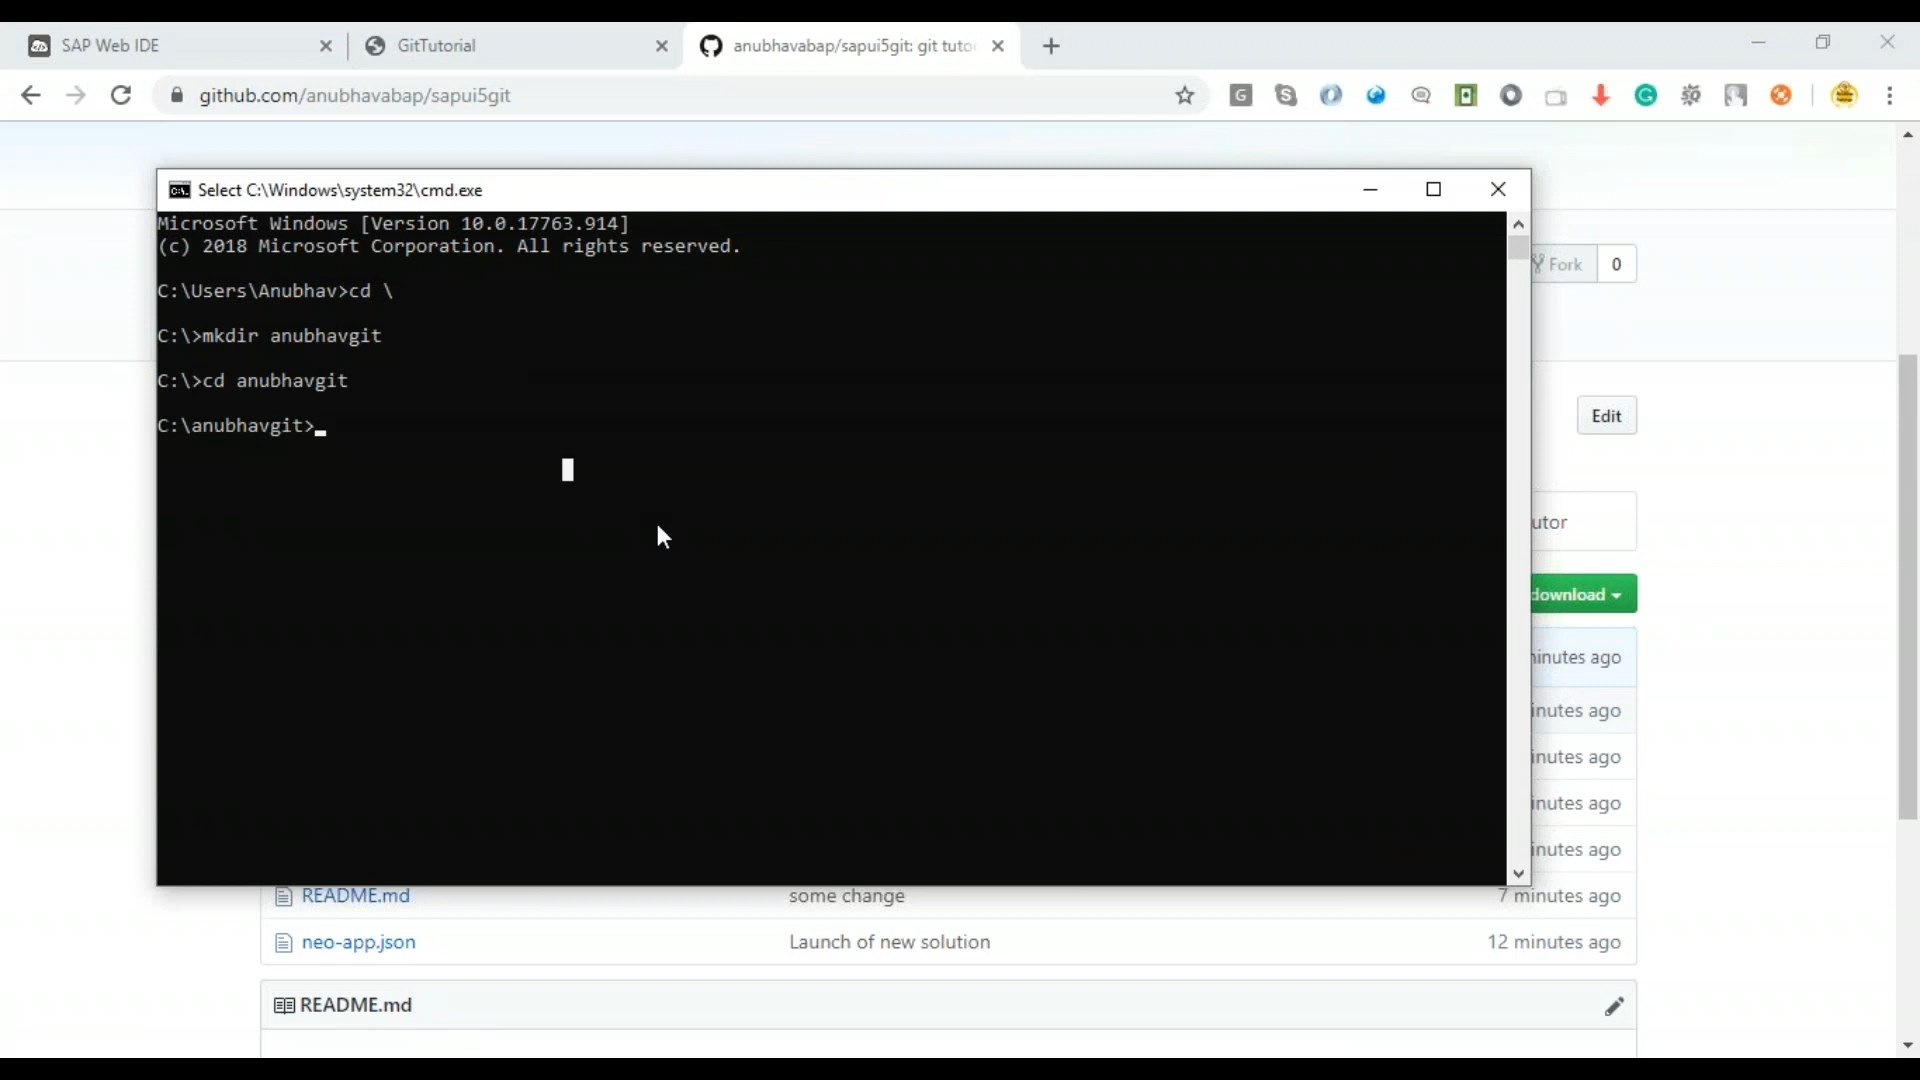 SAP Web IDE
GitTutorial
anubhavabap/sapui5git: git tuto
github.com/anubhavabap/sapui5git
Select C:\Windows\system32\cmd.exe
Microsoft Windows [Version 10.0.17763.914]
(c) 2018 Microsoft Corporation. All rights reserved.
C:\Users\Anubhav>cd \
C:\>mkdir anubhavgit
C:\>cd anubhavgit
C:\anubhavgit>
Fork 0
Edit
utor
download
inutes ago
inutes ago
inutes ago
inutes ago
inutes ago
README.md some change 7 minutes ago
neo-app.json Launch of new solution 12 minutes ago
README.md